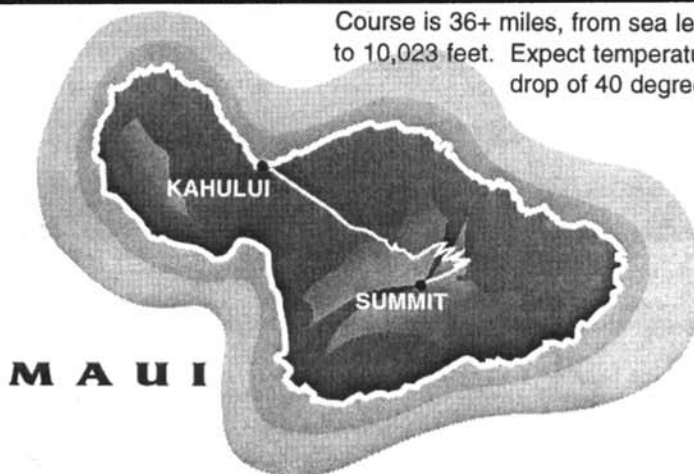 Course is 36+ miles, from sea le
to 10,023 feet. Expect temperatu
drop of 40 degre
KAHULUI
SUMMIT
MAUI